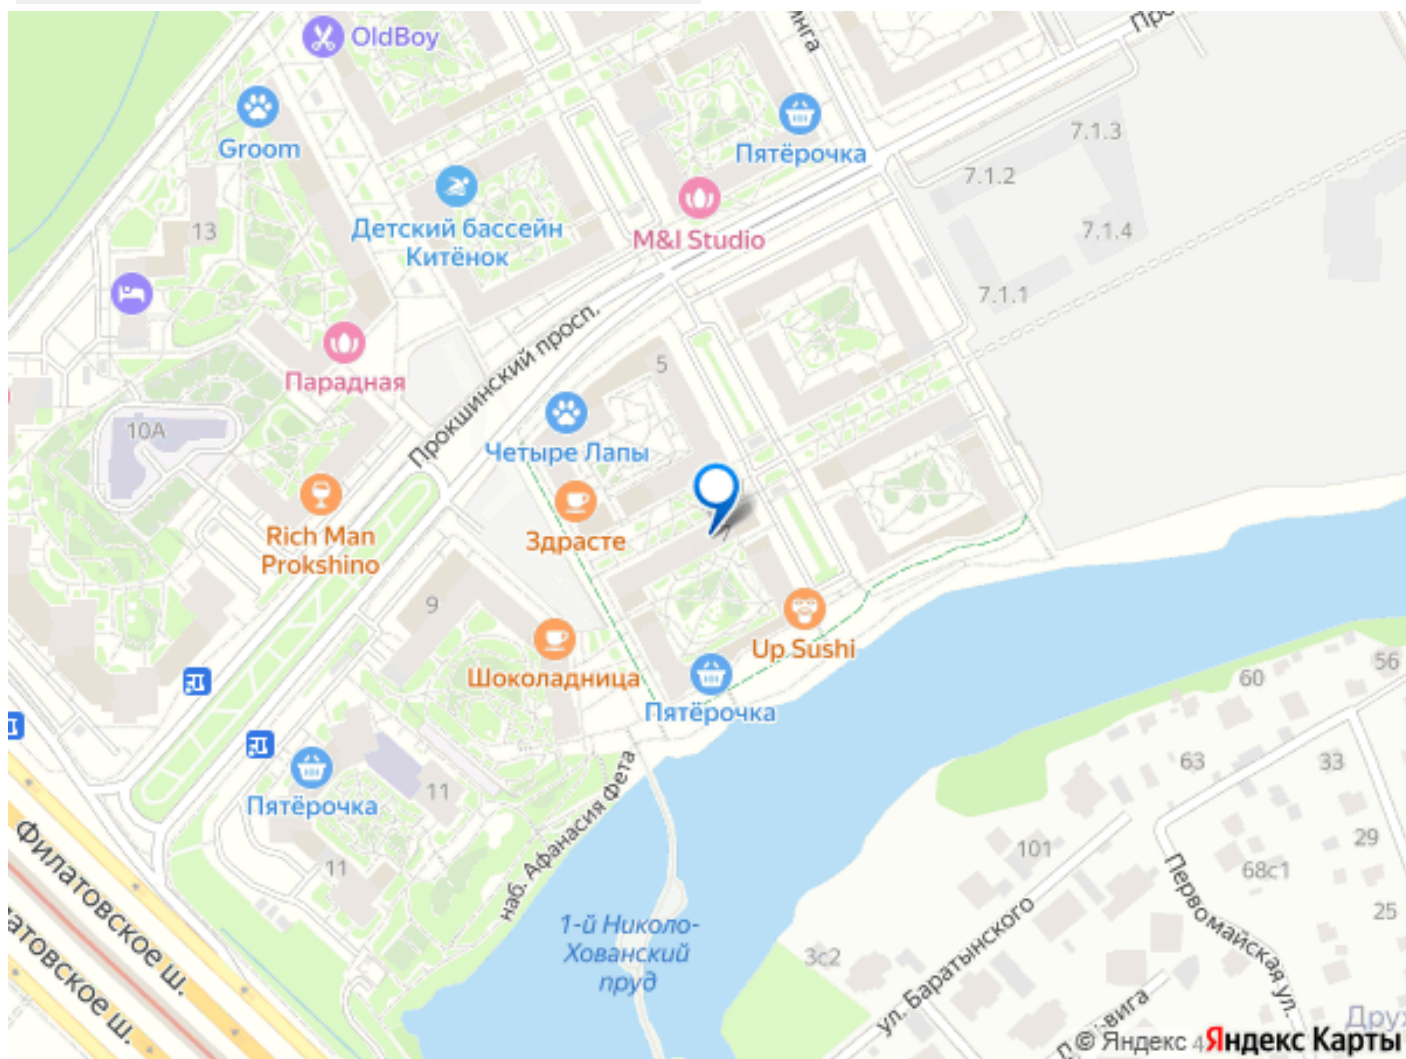 OldBoy
Groom
Пятёрочка
7.1.3
7.1.2
7.1.4
7.1.1
Детский бассейн
Китёнок
M&I Studio
13
Парадная
Прокшинский просп.
5
10А
Четыре Лапы
Здрасте
Rich Man
Prokshino
7
9
Up Sushi
Шоколадница
Пятёрочка
Пятёрочка
11
11
наб. Афанасия Фета
Филатовское ш.
1-й Николо-
Хованский
пруд
60
56
63
33
29
101
68с1
25
3с2
ул. Баратынского
Первомайская ул.
© Яндекс
Яндекс Карты